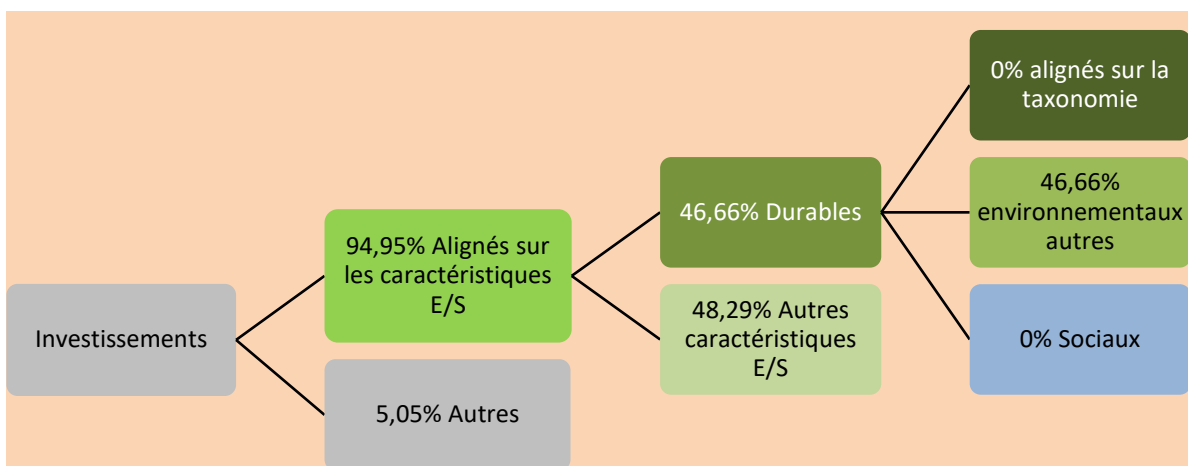 Investissements
94,95% Alignés sur
les caractéristiques
E/S
5,05% Autres
46,66% Durables
48,29% Autres
caractéristiques
E/S
0% alignés sur la
taxonomie
46,66%
environnementaux
autres
0% Sociaux